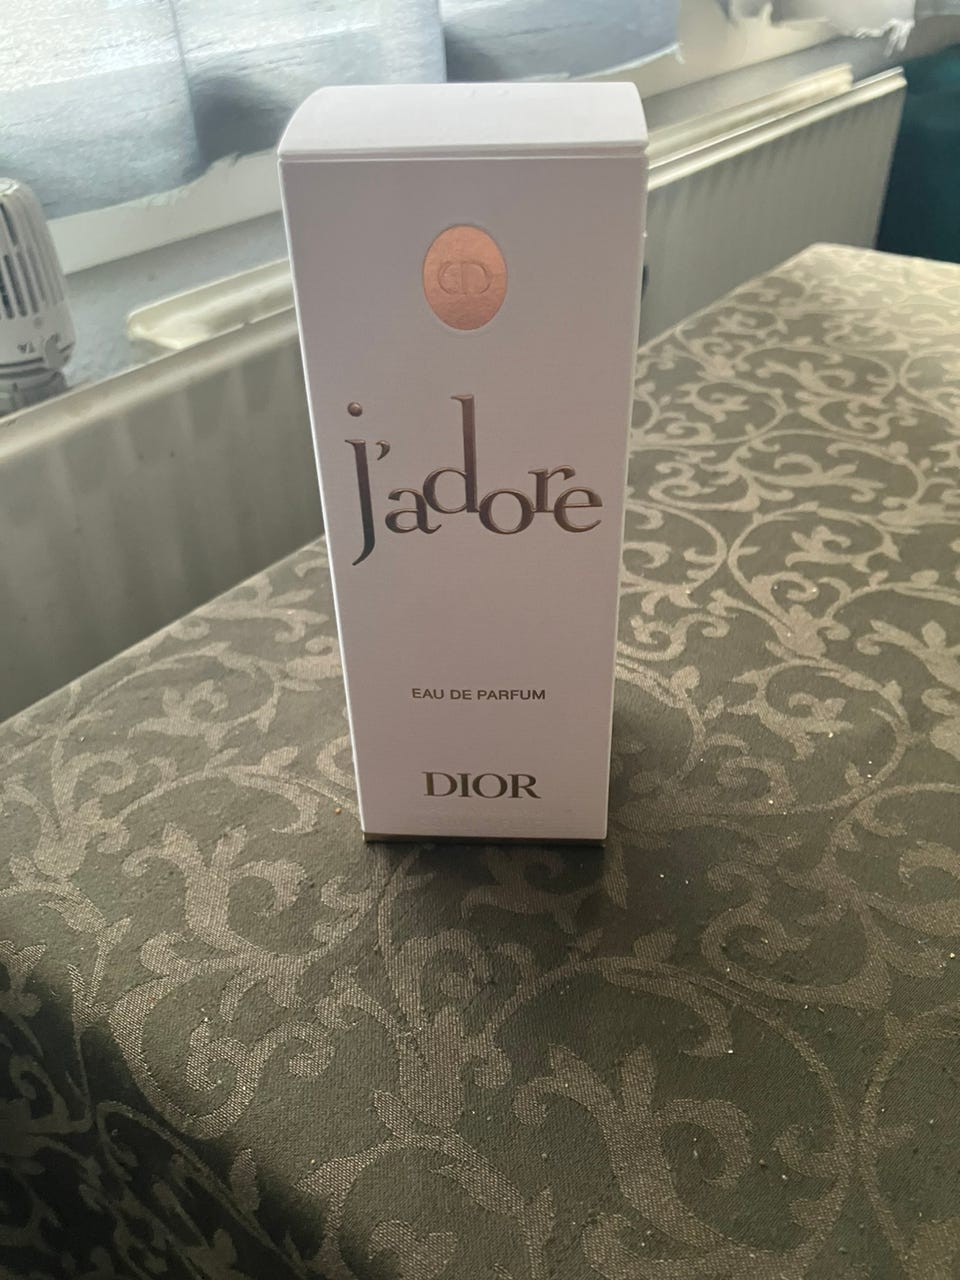 CD
j'adore
EAU DE PARFUM
DIOR